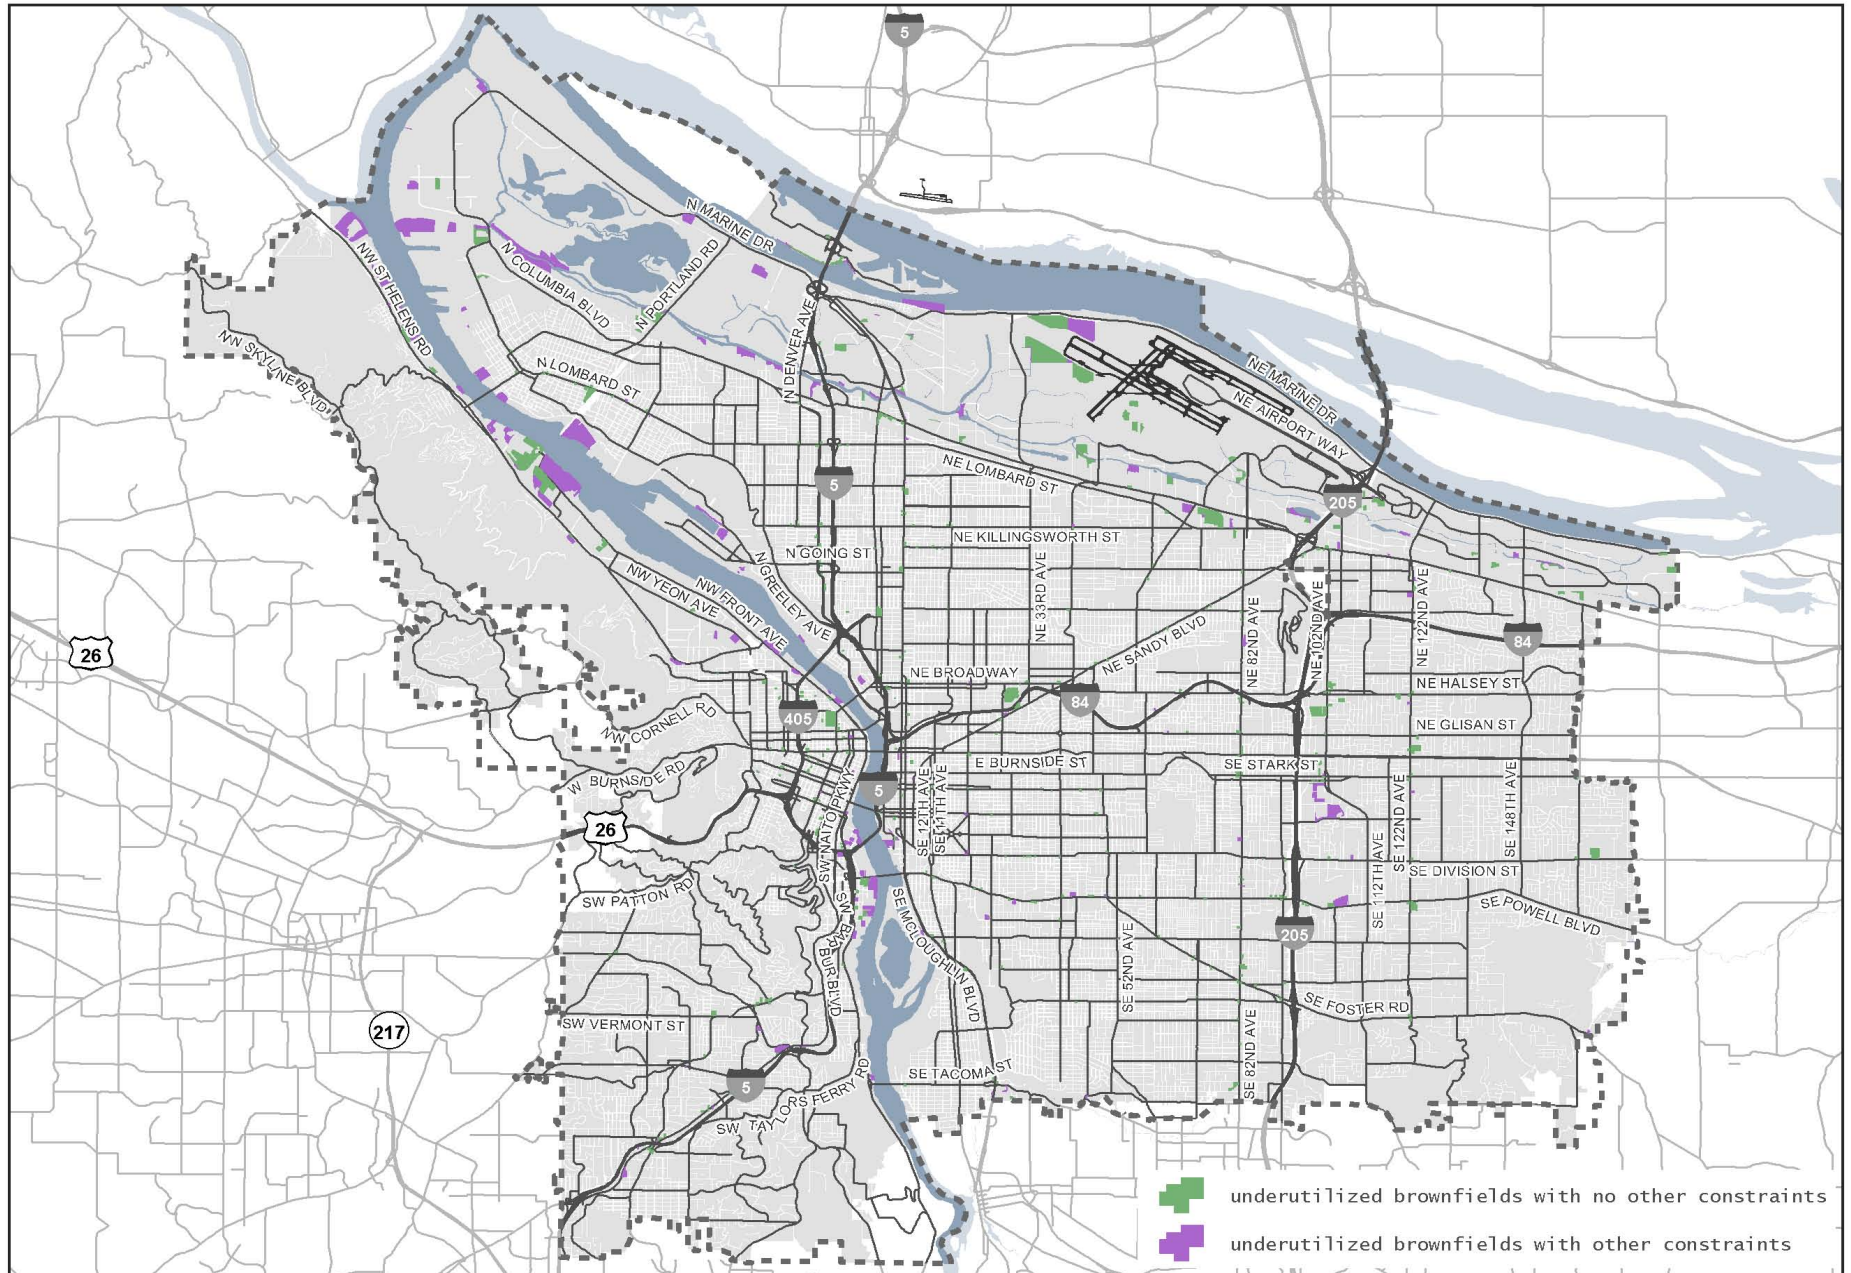 5
N MARINE DR
NW ST HELENS RD
N COLUMBIA BLVD
N PORTLAND RD
N DENVER AVE
NW SKYLINE BLVD
N LOMBARD ST
NE MARINE DR
NE AIRPORT WAY
NE LOMBARD ST
5
205
N GOING ST
NE KILLINGSWORTH ST
NW YEON AVE
NW FRONT AVE
N GREELEY AVE
NE 33RD AVE
NE 82ND AVE
NE 102ND AVE
NE 122ND AVE
26
84
NE SANDY BLVD
NE BROADWAY
NE HALSEY ST
84
405
NW CORNELL RD
NE GLISAN ST
W BURNSIDE RD
E BURNSIDE ST
SE STARK ST
5
26
SW NAITO PKWY
SE 12TH AVE
SE 11TH AVE
SE 122ND AVE
SE 148TH AVE
SE 112TH AVE
SE DIVISION ST
SW PATTON RD
SE POWELL BLVD
SW BARBUR BLVD
SE MCLOUGHLIN BLVD
205
SE 52ND AVE
SE FOSTER RD
217
SW VERMONT ST
SE 82ND AVE
SE TACOMA ST
5
SW TAYLORS FERRY RD
underutilized brownfields with no other constraints
underutilized brownfields with other constraints